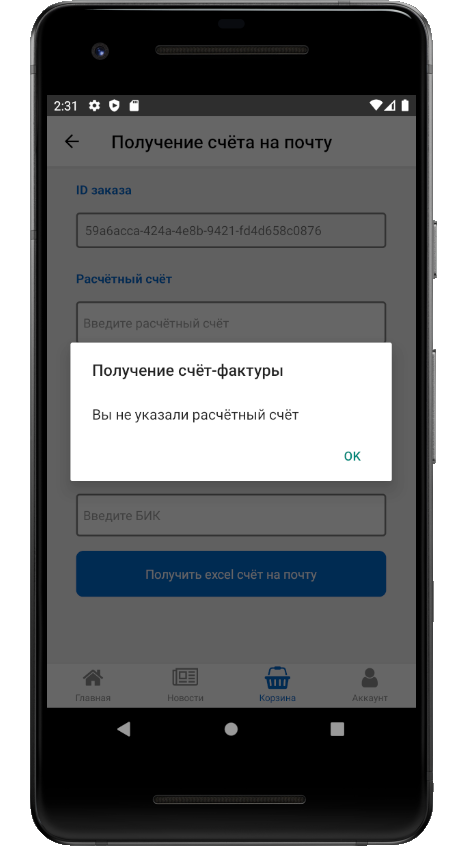 2:31
Получение счёта на почту
ID заказа
59a6acca-424a-4e8b-9421-fd4d658c0876
Расчётный счёт
Введите расчётный счёт
Получение счёт-фактуры
Вы не указали расчётный счёт
OK
Введите БИК
Получить excel счёт на почту
Главная Новости Корзина Аккаунт